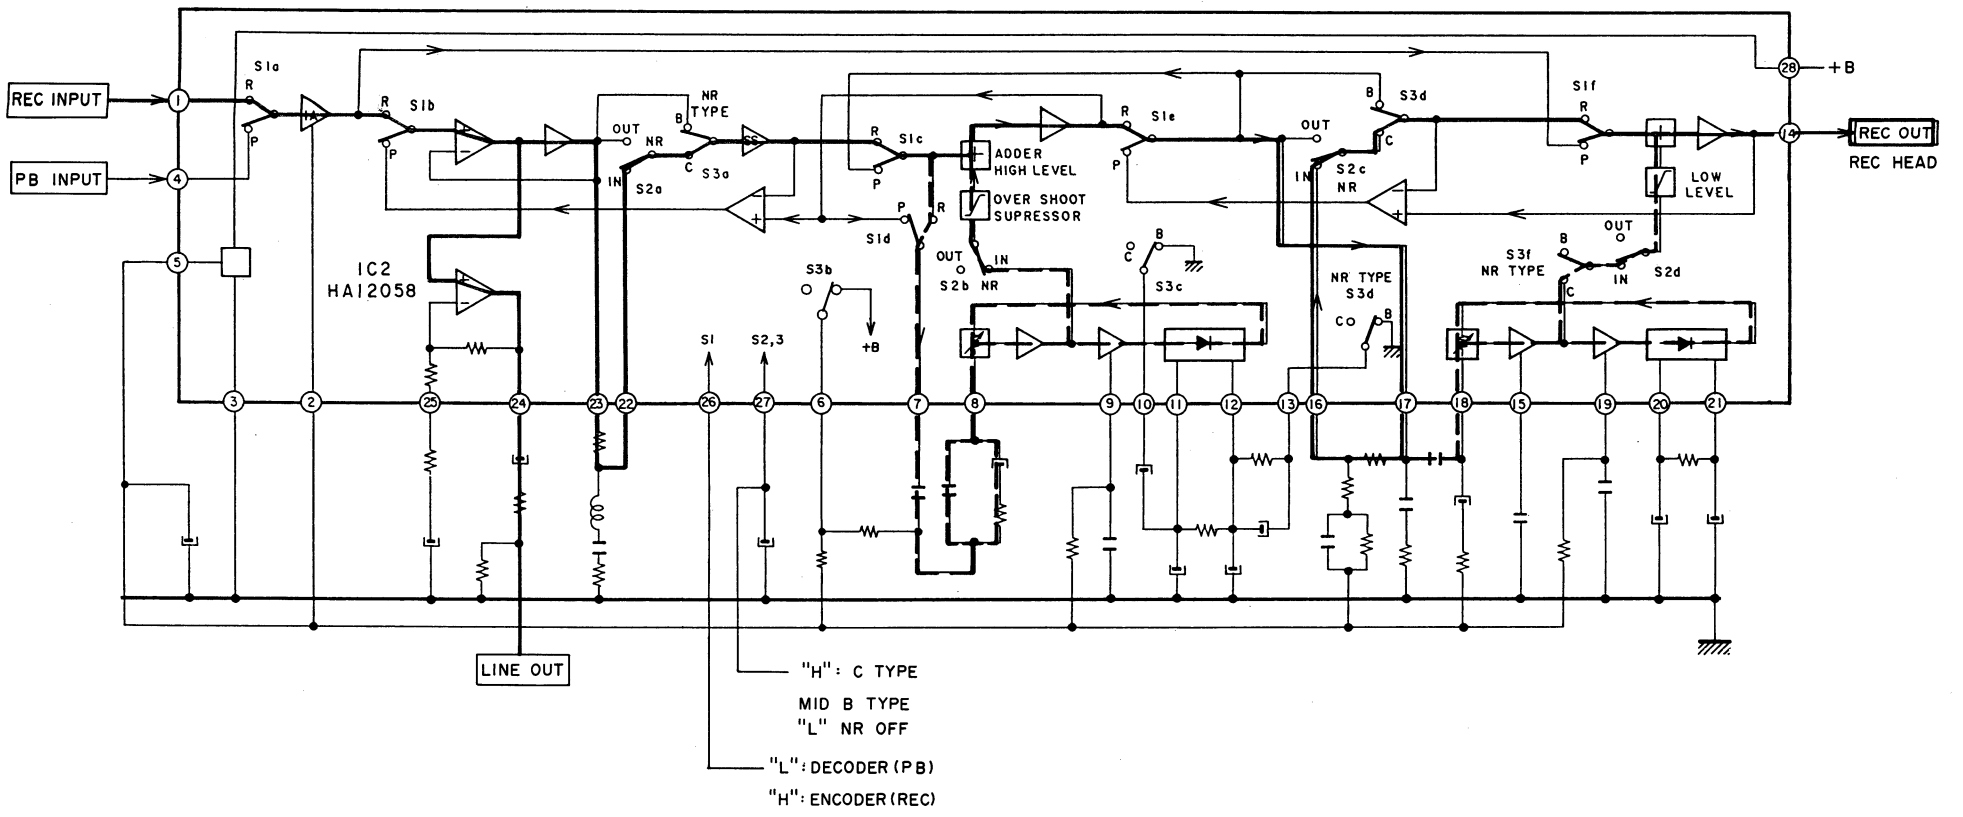 REC INPUT
1
S1a
R
P
1A
PB INPUT
4
5
R
S1b
P
+
−
IC2
HA12058
+
−
NR
TYPE
B
OUT
NR
IN
S2a
C
S3a
SS
−
+
R
S1c
P
P
R
S1d
+
ADDER
HIGH LEVEL
OVER SHOOT
SUPRESSOR
OUT
S2b
IN
NR
S3b
+B
B
C
S3c
R
S1e
P
OUT
IN
S2c
NR
B
S3d
C
−
+
NR TYPE
S3d
C
B
S1f
R
P
+
LOW
LEVEL
OUT
B
S3f
NR TYPE
C
IN
S2d
28
+B
14
REC OUT
REC HEAD
S1
S2,3
3
2
25
24
23
22
26
27
6
7
8
9
10
11
12
13
16
17
18
15
19
20
21
LINE OUT
"H": C TYPE
MID B TYPE
"L" NR OFF
"L": DECODER (PB)
"H": ENCODER (REC)